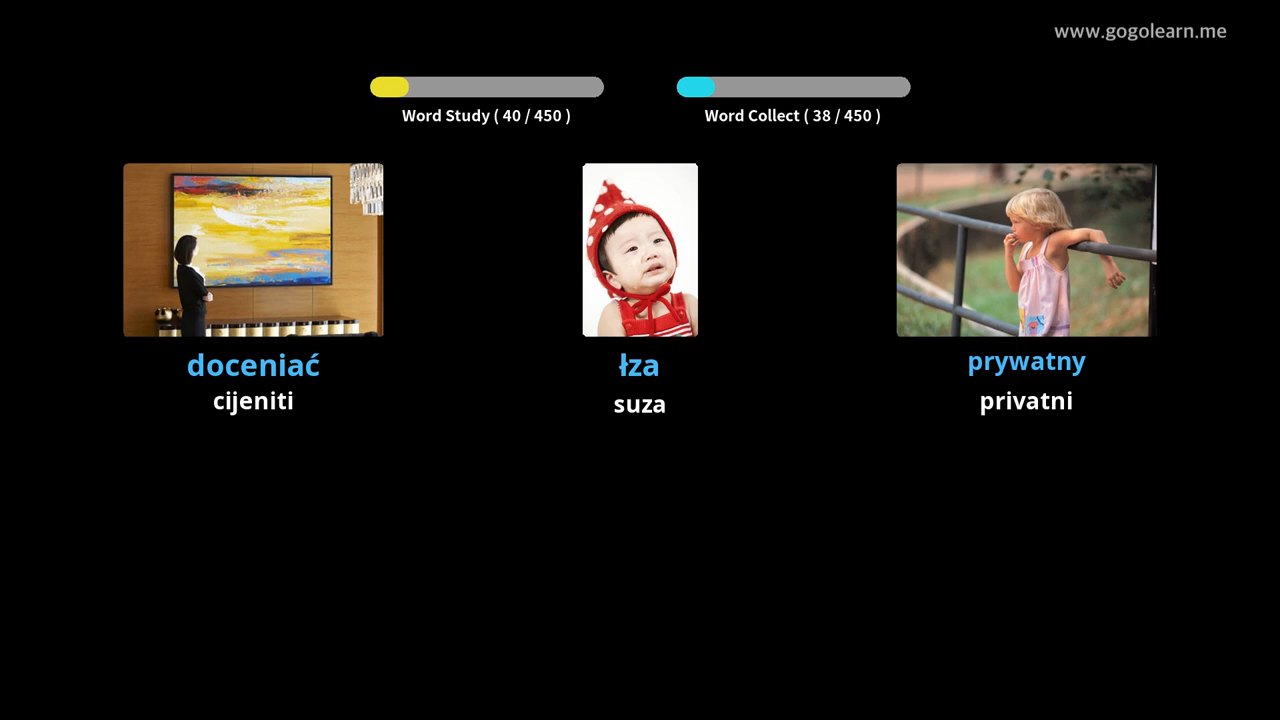 www.gogolearn.me
Word Study ( 40 / 450 )
Word Collect ( 38 / 450 )
doceniać
cijeniti
łza
suza
prywatny
privatni